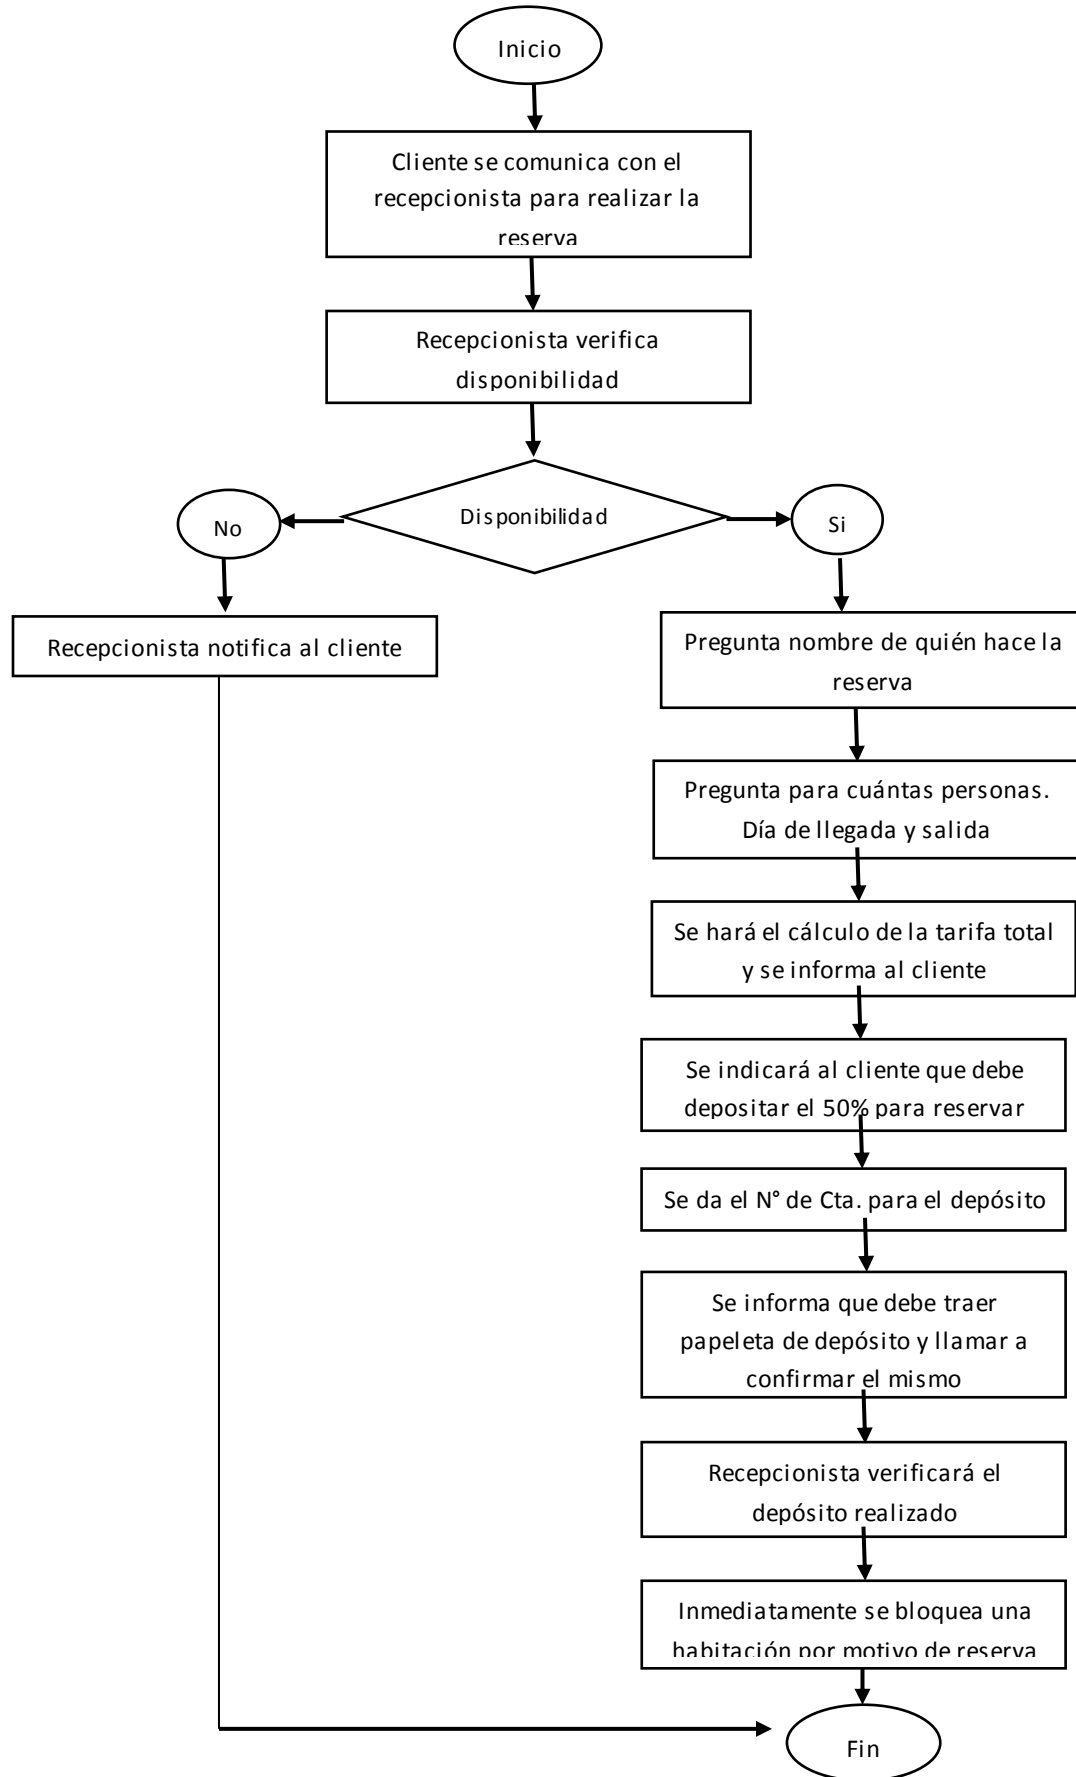 Inicio
Cliente se comunica con el
recepcionista para realizar la
reserva
Recepcionista verifica
disponibilidad
Disponibilidad
No
Si
Recepcionista notifica al cliente
Pregunta nombre de quién hace la
reserva
Pregunta para cuántas personas.
Día de llegada y salida
Se hará el cálculo de la tarifa total
y se informa al cliente
Se indicará al cliente que debe
depositar el 50% para reservar
Se da el N° de Cta. para el depósito
Se informa que debe traer
papeleta de depósito y llamar a
confirmar el mismo
Recepcionista verificará el
depósito realizado
Inmediatamente se bloquea una
habitación por motivo de reserva
Fin